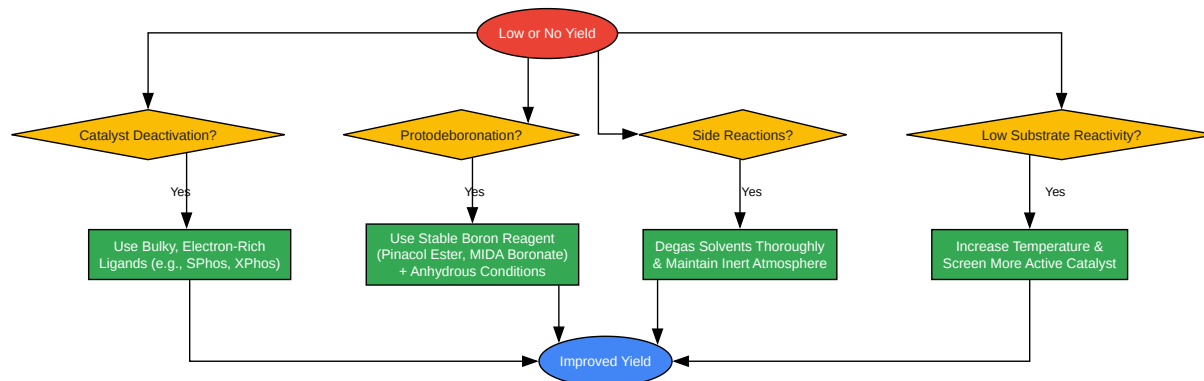 Low or No Yield
Catalyst Deactivation?
Protodeboronation?
Side Reactions?
Low Substrate Reactivity?
Yes
Yes
Yes
Yes
Use Bulky, Electron-Rich
Ligands (e.g., SPhos, XPhos)
Use Stable Boron Reagent
(Pinacol Ester, MIDA Boronate)
+ Anhydrous Conditions
Degas Solvents Thoroughly
& Maintain Inert Atmosphere
Increase Temperature &
Screen More Active Catalyst
Improved Yield